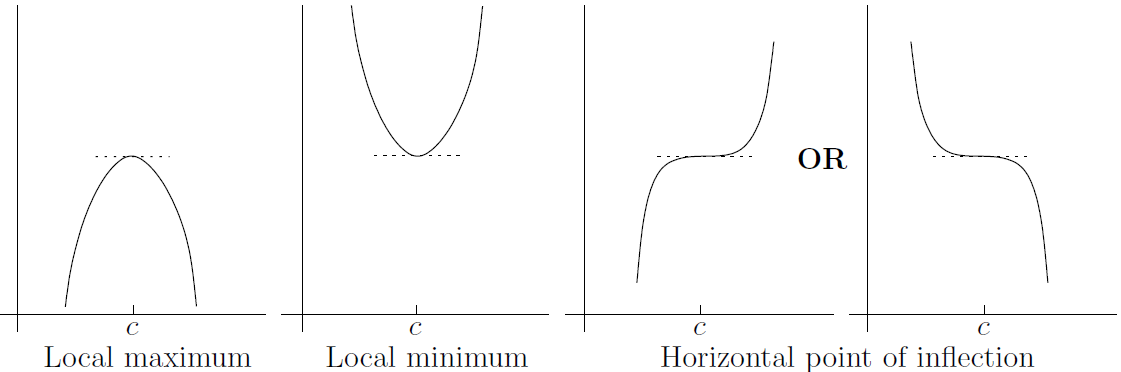 OR
c c c c
Local maximum Local minimum Horizontal point of inflection